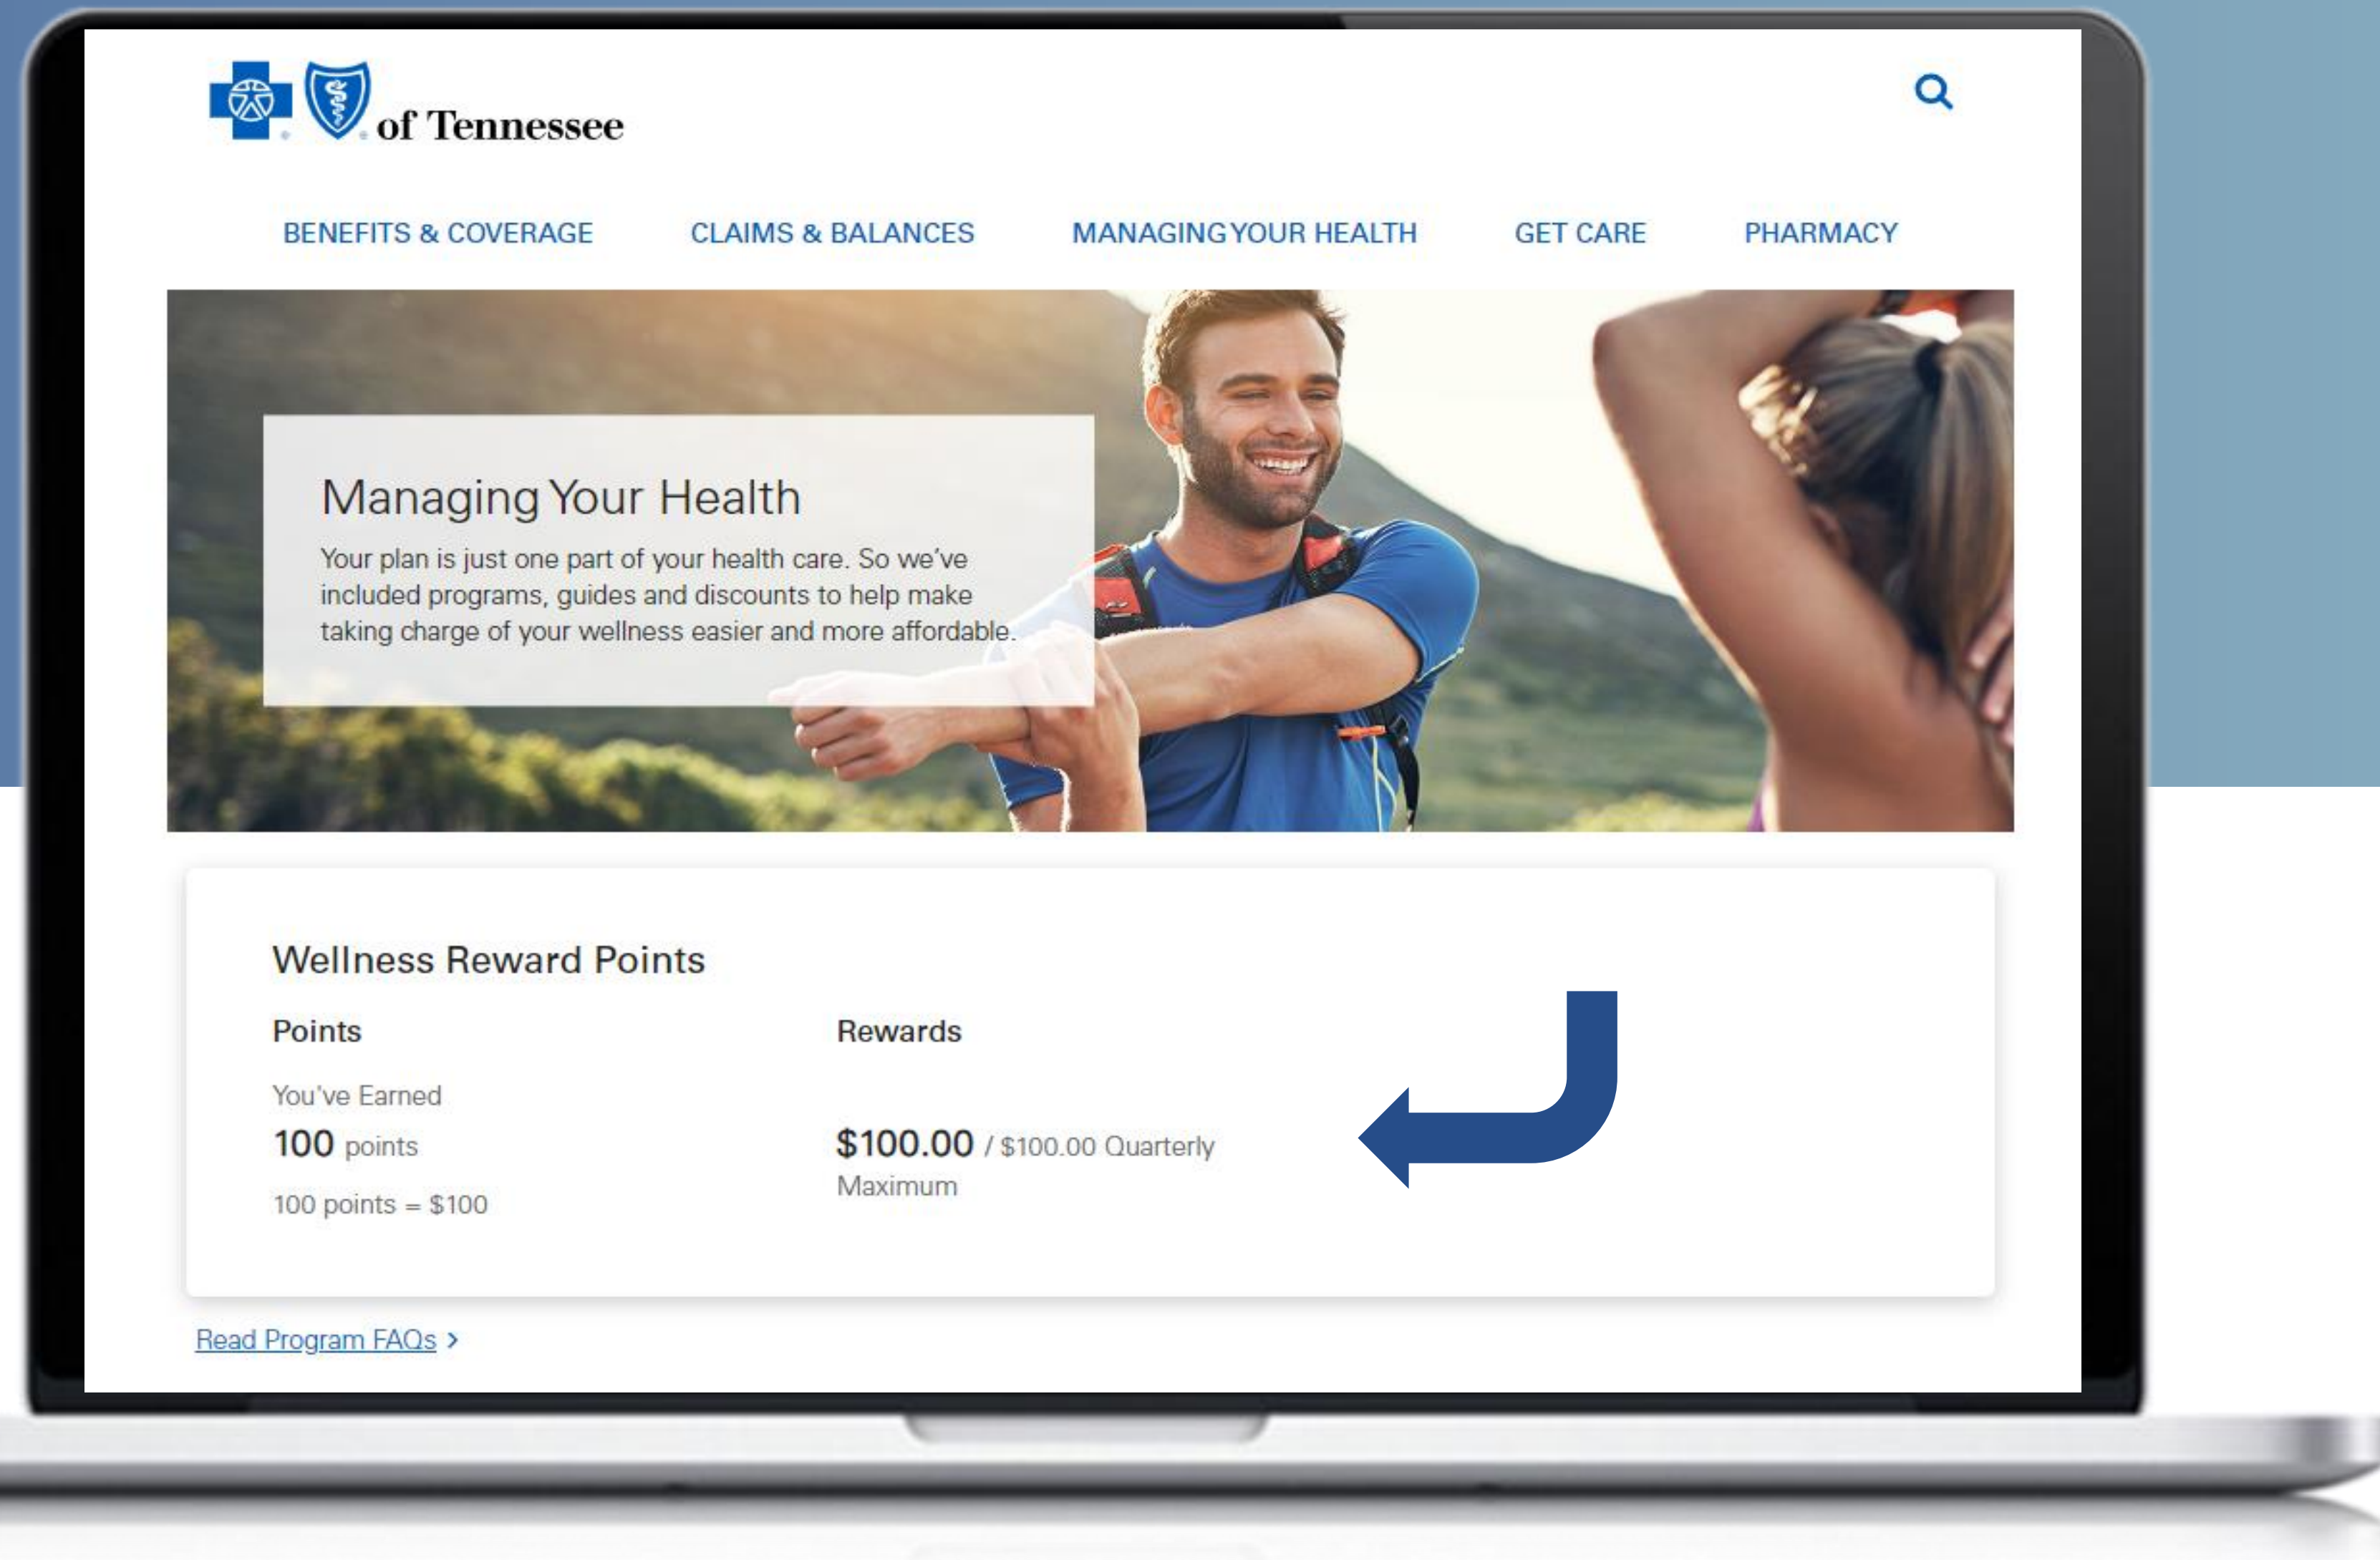 of Tennessee
BENEFITS & COVERAGE CLAIMS & BALANCES MANAGING YOUR HEALTH GET CARE PHARMACY
Managing Your Health
Your plan is just one part of your health care. So we've
included programs, guides and discounts to help make
taking charge of your wellness easier and more affordable.
Wellness Reward Points
Points
You've Earned
100 points
100 points = $100
Rewards
$100.00 / $100.00 Quarterly
Maximum
Read Program FAQs >